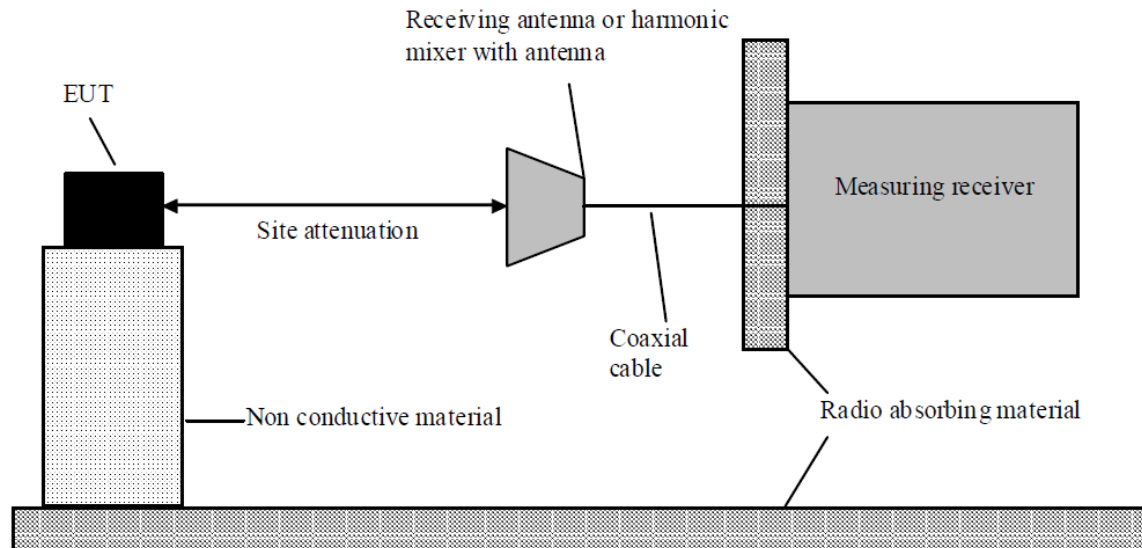 Receiving antenna or harmonic
mixer with antenna
EUT
Measuring receiver
Site attenuation
Coaxial
cable
Non conductive material
Radio absorbing material